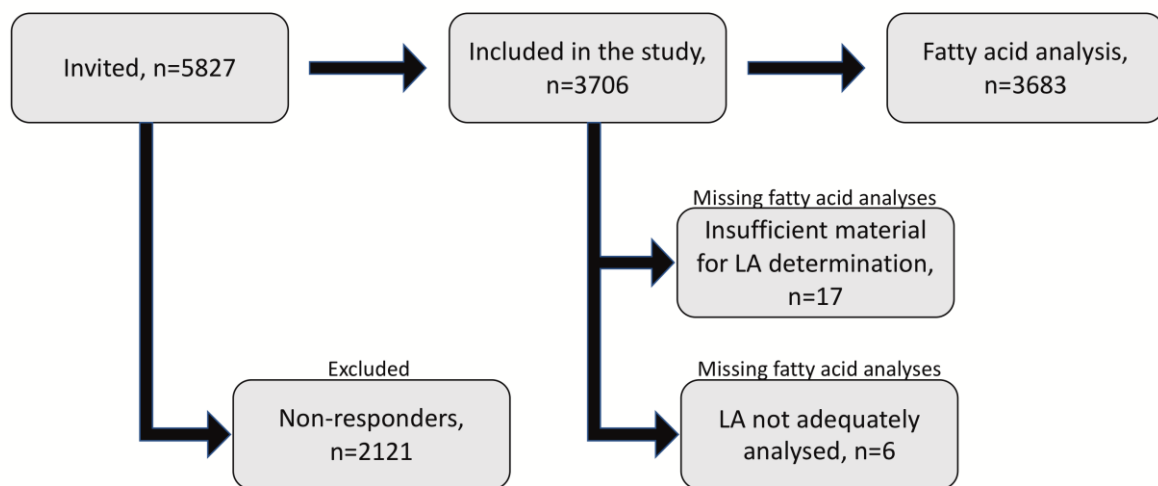 Invited, n=5827
Included in the study,
n=3706
Fatty acid analysis,
n=3683
Missing fatty acid analyses
Insufficient material
for LA determination,
n=17
Excluded
Non-responders,
n=2121
Missing fatty acid analyses
LA not adequately
analysed, n=6